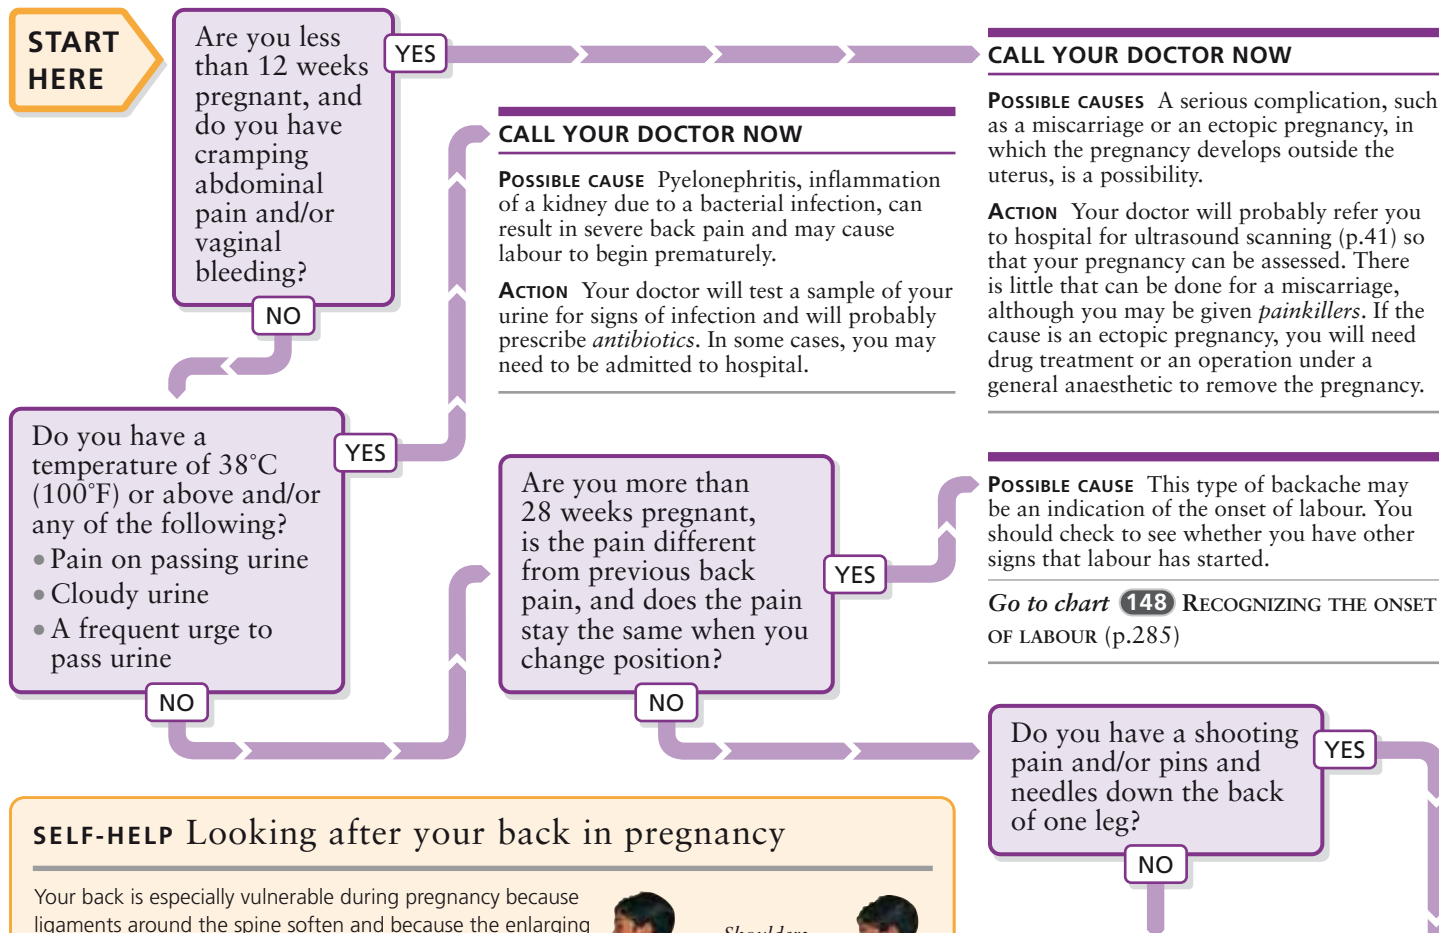 START
HERE
Are you less
than 12 weeks
pregnant, and
do you have
cramping
abdominal
pain and/or
vaginal
bleeding?
YES
NO
CALL YOUR DOCTOR NOW
POSSIBLE CAUSES A serious complication, such
as a miscarriage or an ectopic pregnancy, in
which the pregnancy develops outside the
uterus, is a possibility.
ACTION Your doctor will probably refer you
to hospital for ultrasound scanning (p.41) so
that your pregnancy can be assessed. There
is little that can be done for a miscarriage,
although you may be given painkillers. If the
cause is an ectopic pregnancy, you will need
drug treatment or an operation under a
general anaesthetic to remove the pregnancy.
CALL YOUR DOCTOR NOW
POSSIBLE CAUSE Pyelonephritis, inflammation
of a kidney due to a bacterial infection, can
result in severe back pain and may cause
labour to begin prematurely.
ACTION Your doctor will test a sample of your
urine for signs of infection and will probably
prescribe antibiotics. In some cases, you may
need to be admitted to hospital.
Do you have a
temperature of 38°C
(100°F) or above and/or
any of the following?
• Pain on passing urine
• Cloudy urine
• A frequent urge to
pass urine
YES
NO
Are you more than
28 weeks pregnant,
is the pain different
from previous back
pain, and does the pain
stay the same when you
change position?
YES
NO
POSSIBLE CAUSE This type of backache may
be an indication of the onset of labour. You
should check to see whether you have other
signs that labour has started.
Go to chart 148 RECOGNIZING THE ONSET
OF LABOUR (p.285)
Do you have a shooting
pain and/or pins and
needles down the back
of one leg?
YES
NO
SELF-HELP Looking after your back in pregnancy
Your back is especially vulnerable during pregnancy because
ligaments around the spine soften and because the enlarging
Shoulders